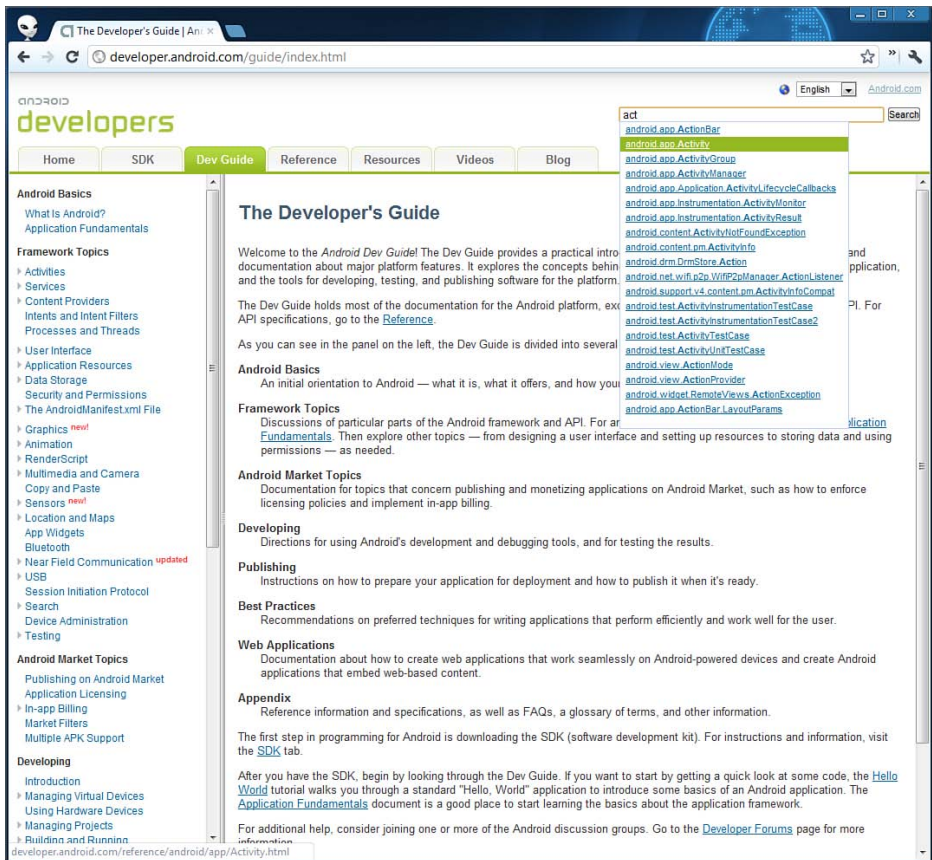 The Developer's Guide | An
developer.android.com/guide/index.html
English
Android.com
android
developers
act
Search
Home
SDK
Dev Guide
Reference
Resources
Videos
Blog
android.app.ActionBar
android.app.Activity
android.app.ActivityGroup
android.app.ActivityManager
android.app.Application.ActivityLifecycleCallbacks
android.app.Instrumentation.ActivityMonitor
android.app.Instrumentation.ActivityResult
android.content.ActivityNotFoundException
android.content.pm.ActivityInfo
android.drm.DrmStore.Action
android.net.wifi.p2p.WifiP2pManager.ActionListener
android.support.v4.content.pm.ActivityInfoCompat
android.test.ActivityInstrumentationTestCase
android.test.ActivityInstrumentationTestCase2
android.test.ActivityTestCase
android.test.ActivityUnitTestCase
android.view.ActionMode
android.view.ActionProvider
android.widget.RemoteViews.ActionException
android.app.ActionBar.LayoutParams
Android Basics
What Is Android?
Application Fundamentals
Framework Topics
Activities
Services
Content Providers
Intents and Intent Filters
Processes and Threads
User Interface
Application Resources
Data Storage
Security and Permissions
The AndroidManifest.xml File
Graphics new!
Animation
RenderScript
Multimedia and Camera
Copy and Paste
Sensors new!
Location and Maps
App Widgets
Bluetooth
Near Field Communication updated
USB
Session Initiation Protocol
Search
Device Administration
Testing
Android Market Topics
Publishing on Android Market
Application Licensing
In-app Billing
Market Filters
Multiple APK Support
Developing
Introduction
Managing Virtual Devices
Using Hardware Devices
Managing Projects
Building and Running
The Developer's Guide
Welcome to the Android Dev Guide! The Dev Guide provides a practical intro and
documentation about major platform features. It explores the concepts behin pplication,
and the tools for developing, testing, and publishing software for the platform.
The Dev Guide holds most of the documentation for the Android platform, exc PI. For
API specifications, go to the Reference.
As you can see in the panel on the left, the Dev Guide is divided into several
Android Basics
An initial orientation to Android — what it is, what it offers, and how your
Framework Topics
Discussions of particular parts of the Android framework and API. For an plication
Fundamentals. Then explore other topics — from designing a user interface and setting up resources to storing data and using
permissions — as needed.
Android Market Topics
Documentation for topics that concern publishing and monetizing applications on Android Market, such as how to enforce
licensing policies and implement in-app billing.
Developing
Directions for using Android's development and debugging tools, and for testing the results.
Publishing
Instructions on how to prepare your application for deployment and how to publish it when it's ready.
Best Practices
Recommendations on preferred techniques for writing applications that perform efficiently and work well for the user.
Web Applications
Documentation about how to create web applications that work seamlessly on Android-powered devices and create Android
applications that embed web-based content.
Appendix
Reference information and specifications, as well as FAQs, a glossary of terms, and other information.
The first step in programming for Android is downloading the SDK (software development kit). For instructions and information, visit
the SDK tab.
After you have the SDK, begin by looking through the Dev Guide. If you want to start by getting a quick look at some code, the Hello
World tutorial walks you through a standard "Hello, World" application to introduce some basics of an Android application. The
Application Fundamentals document is a good place to start learning the basics about the application framework.
For additional help, consider joining one or more of the Android discussion groups. Go to the Developer Forums page for more
information.
developer.android.com/reference/android/app/Activity.html